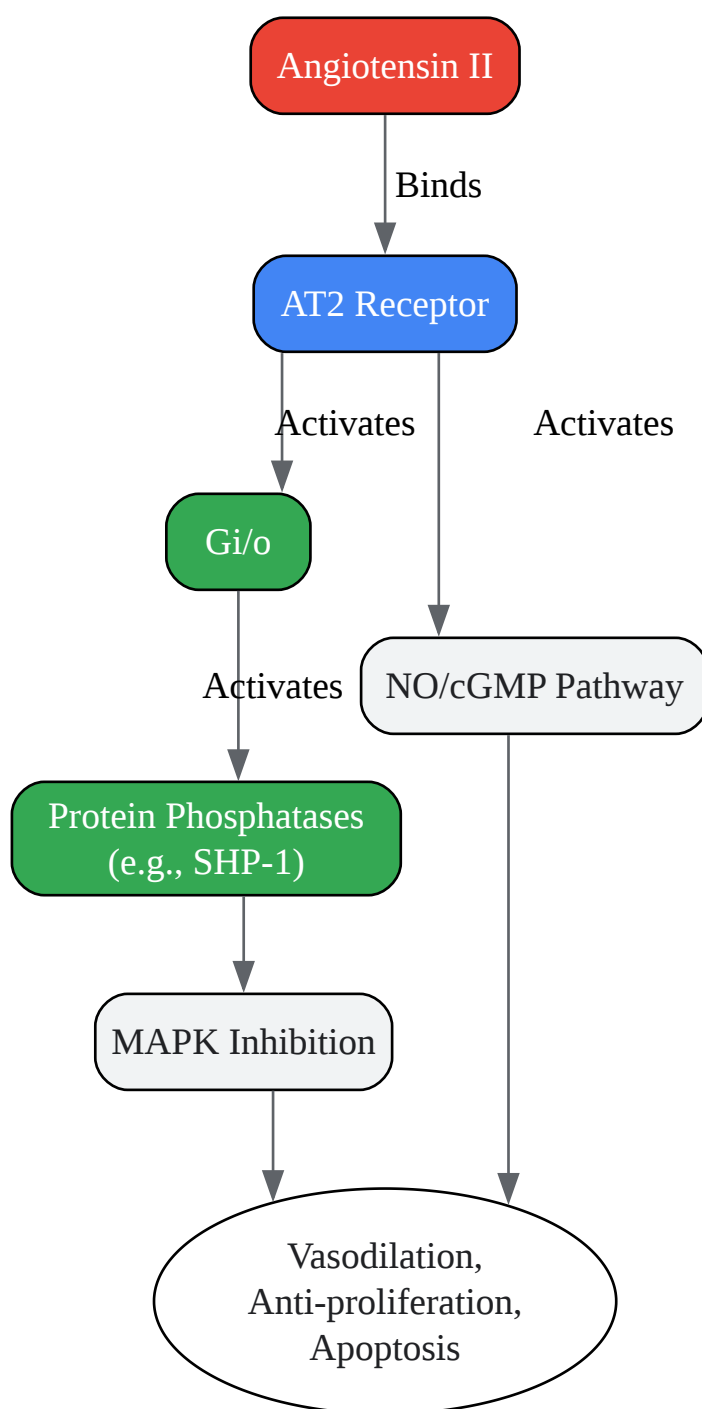 Angiotensin II
Binds
AT2 Receptor
Activates
Activates
Gi/o
Activates
NO/cGMP Pathway
Protein Phosphatases
(e.g., SHP-1)
MAPK Inhibition
Vasodilation,
Anti-proliferation,
Apoptosis